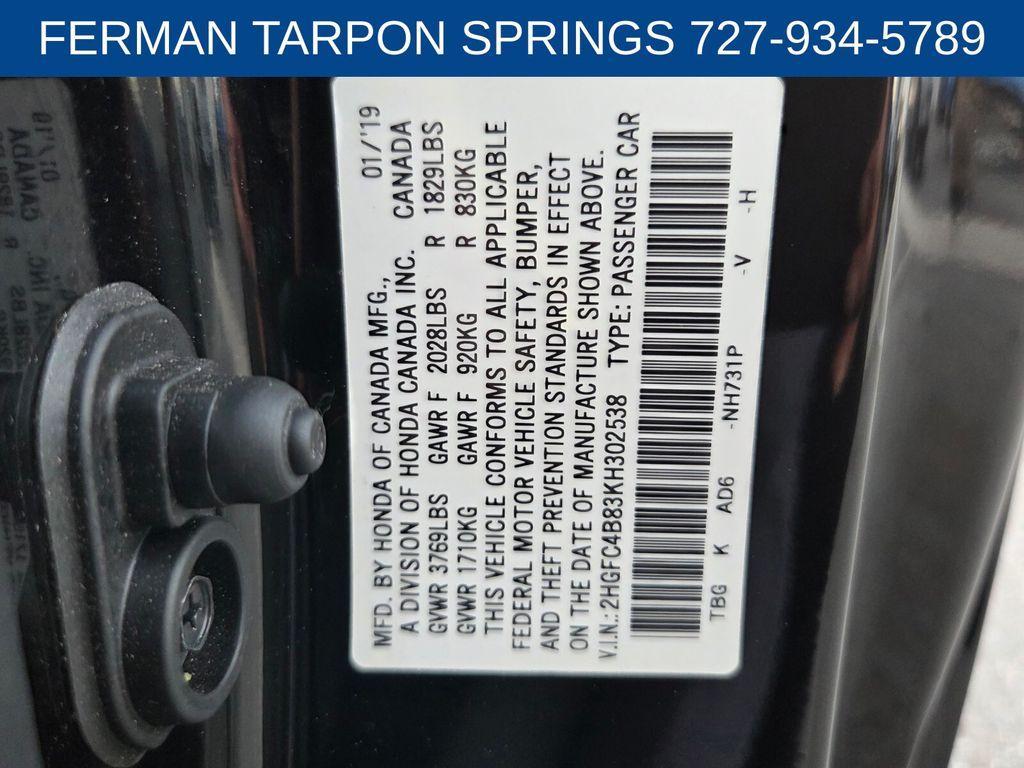 FERMAN TARPON SPRINGS 727-934-5789
MFD. BY HONDA OF CANADA MFG., 01/'19
A DIVISION OF HONDA CANADA INC. CANADA
GVWR 3769LBS GAWR F 2028LBS R 1829LBS
GVWR 1710KG GAWR F 920KG R 830KG
THIS VEHICLE CONFORMS TO ALL APPLICABLE
FEDERAL MOTOR VEHICLE SAFETY, BUMPER,
AND THEFT PREVENTION STANDARDS IN EFFECT
ON THE DATE OF MANUFACTURE SHOWN ABOVE.
V.I.N.: 2HGFC4B83KH302538 TYPE: PASSENGER CAR
TBG K AD6 -NH731P -V -H